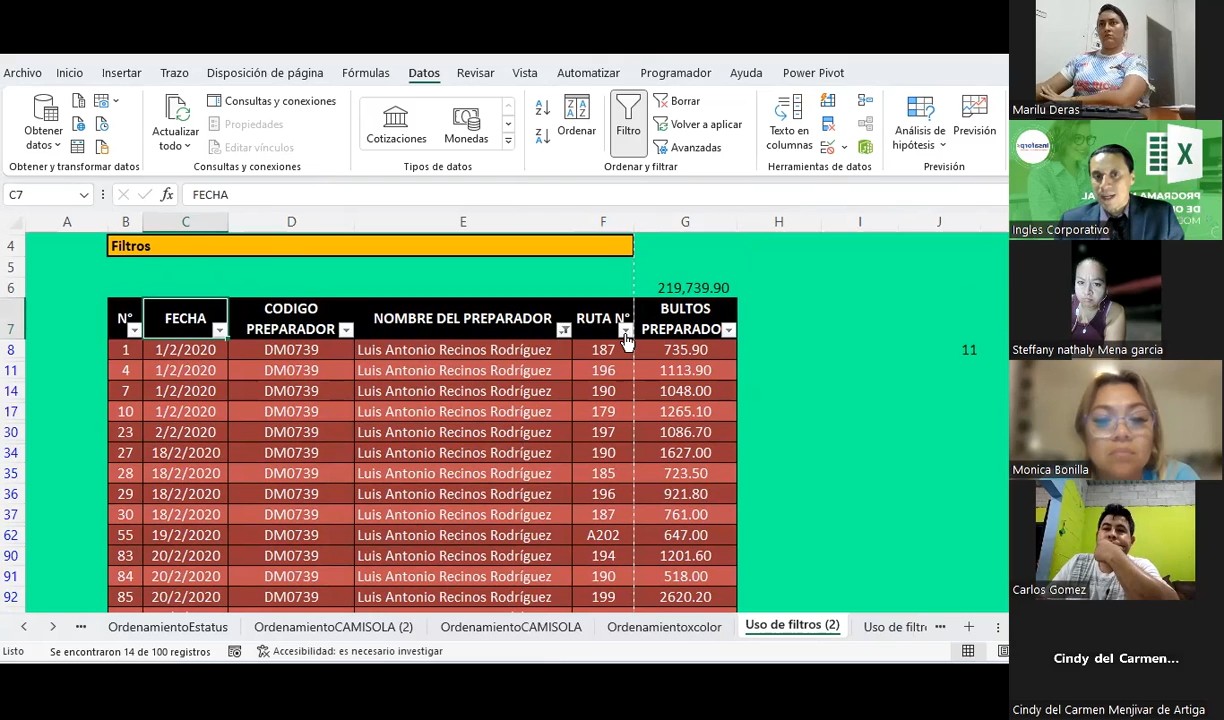 Archivo Inicio Insertar Trazo Disposición de página Fórmulas Datos Revisar Vista Automatizar Programador Ayuda Power Pivot
Obtener datos
Actualizar todo
Consultas y conexiones
Propiedades
Editar vínculos
Cotizaciones
Monedas
Ordenar
Filtro
Borrar
Volver a aplicar
Avanzadas
Texto en columnas
Análisis de hipótesis
Previsión
Obtener y transformar datos
Consultas y conexiones
Tipos de datos
Ordenar y filtrar
Herramientas de datos
Previsión
C7 fx FECHA
A B C D E F G H I J
4 Filtros
5
6 219,739.90
7 N° FECHA CODIGO PREPARADOR NOMBRE DEL PREPARADOR RUTA N° BULTOS PREPARADO
8 1 1/2/2020 DM0739 Luis Antonio Recinos Rodríguez 187 735.90 11
11 4 1/2/2020 DM0739 Luis Antonio Recinos Rodríguez 196 1113.90
14 7 1/2/2020 DM0739 Luis Antonio Recinos Rodríguez 190 1048.00
17 10 1/2/2020 DM0739 Luis Antonio Recinos Rodríguez 179 1265.10
30 23 2/2/2020 DM0739 Luis Antonio Recinos Rodríguez 197 1086.70
34 27 18/2/2020 DM0739 Luis Antonio Recinos Rodríguez 190 1627.00
35 28 18/2/2020 DM0739 Luis Antonio Recinos Rodríguez 185 723.50
36 29 18/2/2020 DM0739 Luis Antonio Recinos Rodríguez 196 921.80
37 30 18/2/2020 DM0739 Luis Antonio Recinos Rodríguez 187 761.00
62 55 19/2/2020 DM0739 Luis Antonio Recinos Rodríguez A202 647.00
90 83 20/2/2020 DM0739 Luis Antonio Recinos Rodríguez 194 1201.60
91 84 20/2/2020 DM0739 Luis Antonio Recinos Rodríguez 190 518.00
92 85 20/2/2020 DM0739 Luis Antonio Recinos Rodríguez 199 2620.20
OrdenamientoEstatus OrdenamientoCAMISOLA (2) OrdenamientoCAMISOLA Ordenamientoxcolor Uso de filtros (2) Uso de filtr
Listo Se encontraron 14 de 100 registros Accesibilidad: es necesario investigar
Marilu Deras
Ingles Corporativo
Steffany nathaly Mena garcia
Monica Bonilla
Carlos Gomez
Cindy del Carmen...
Cindy del Carmen Menjivar de Artiga